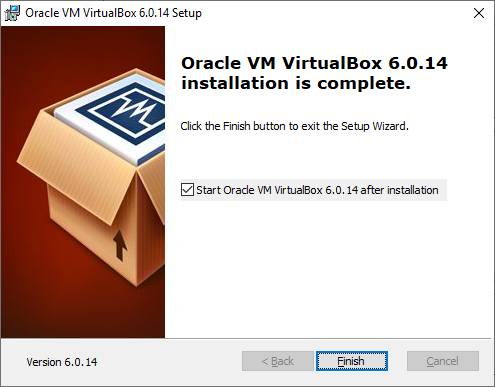 Oracle VM VirtualBox 6.0.14 Setup
Oracle VM VirtualBox 6.0.14
installation is complete.
Click the Finish button to exit the Setup Wizard.
Start Oracle VM VirtualBox 6.0.14 after installation
VM
Version 6.0.14
< Back
Finish
Cancel